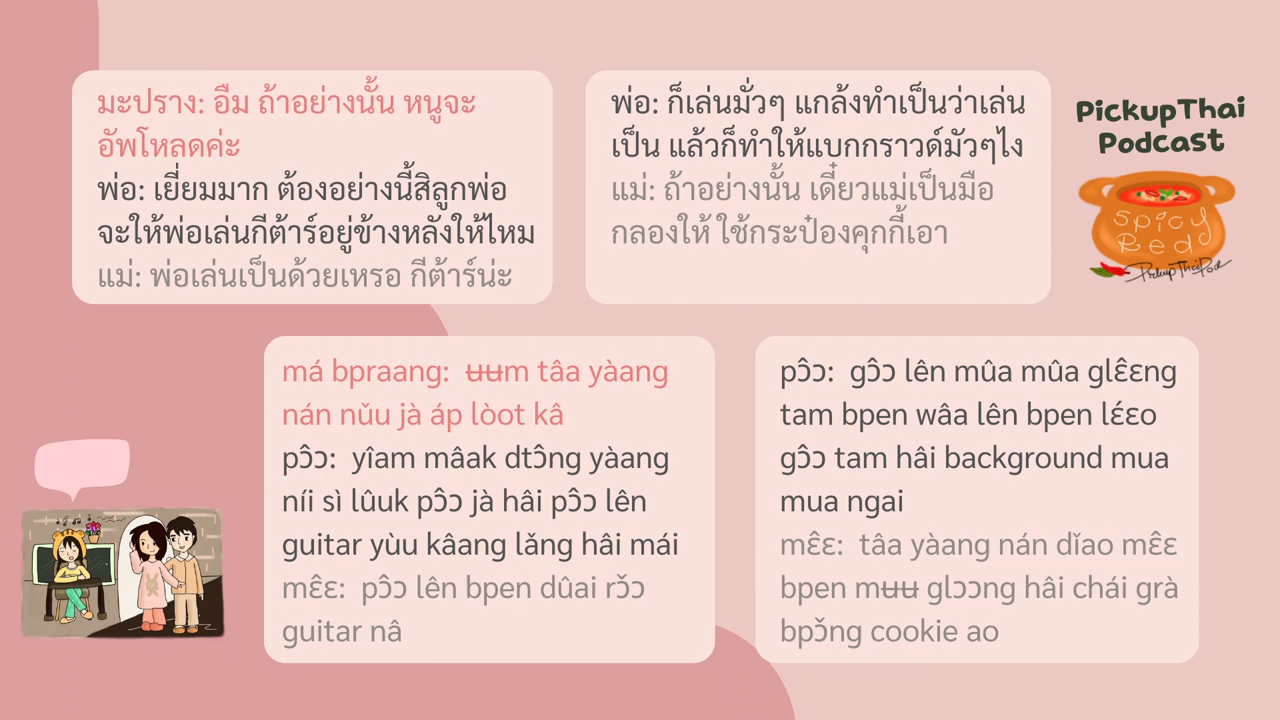 มะปราง: อืม ถ้าอย่างนั้น หนูจะ
อัพโหลดค่ะ
พ่อ: เยี่ยมมาก ต้องอย่างนี้สิลูกพ่อ
จะให้พ่อเล่นกีต้าร์อยู่ข้างหลังให้ไหม
แม่: พ่อเล่นเป็นด้วยเหรอ กีต้าร์น่ะ
พ่อ: ก็เล่นมั่วๆ แกล้งทำเป็นว่าเล่น
เป็น แล้วก็ทำให้แบกกราวด์มัวๆไง
แม่: ถ้าอย่างนั้น เดี๋ยวแม่เป็นมือ
กลองให้ ใช้กระป๋องคุกกี้เอา
PickupThai
Podcast
spicy
Red
PickupThaiPod
má bpraang: ʉʉm tâa yàang
nán nǔu jà áp lòot kâ
pɔ̂ɔ: yîam mâak dtɔ̂ng yàang
níi sì lûuk pɔ̂ɔ jà hâi pɔ̂ɔ lên
guitar yùu kâang lǎng hâi mái
mɛ̂ɛ: pɔ̂ɔ lên bpen dûai rɔ̌ɔ
guitar nâ
pɔ̂ɔ: gɔ̂ɔ lên mûa mûa glɛ̂ɛng
tam bpen wâa lên bpen lɛ́ɛo
gɔ̂ɔ tam hâi background mua
mua ngai
mɛ̂ɛ: tâa yàang nán dǐao mɛ̂ɛ
bpen mʉʉ glɔɔng hâi chái grà
bpɔ̌ng cookie ao